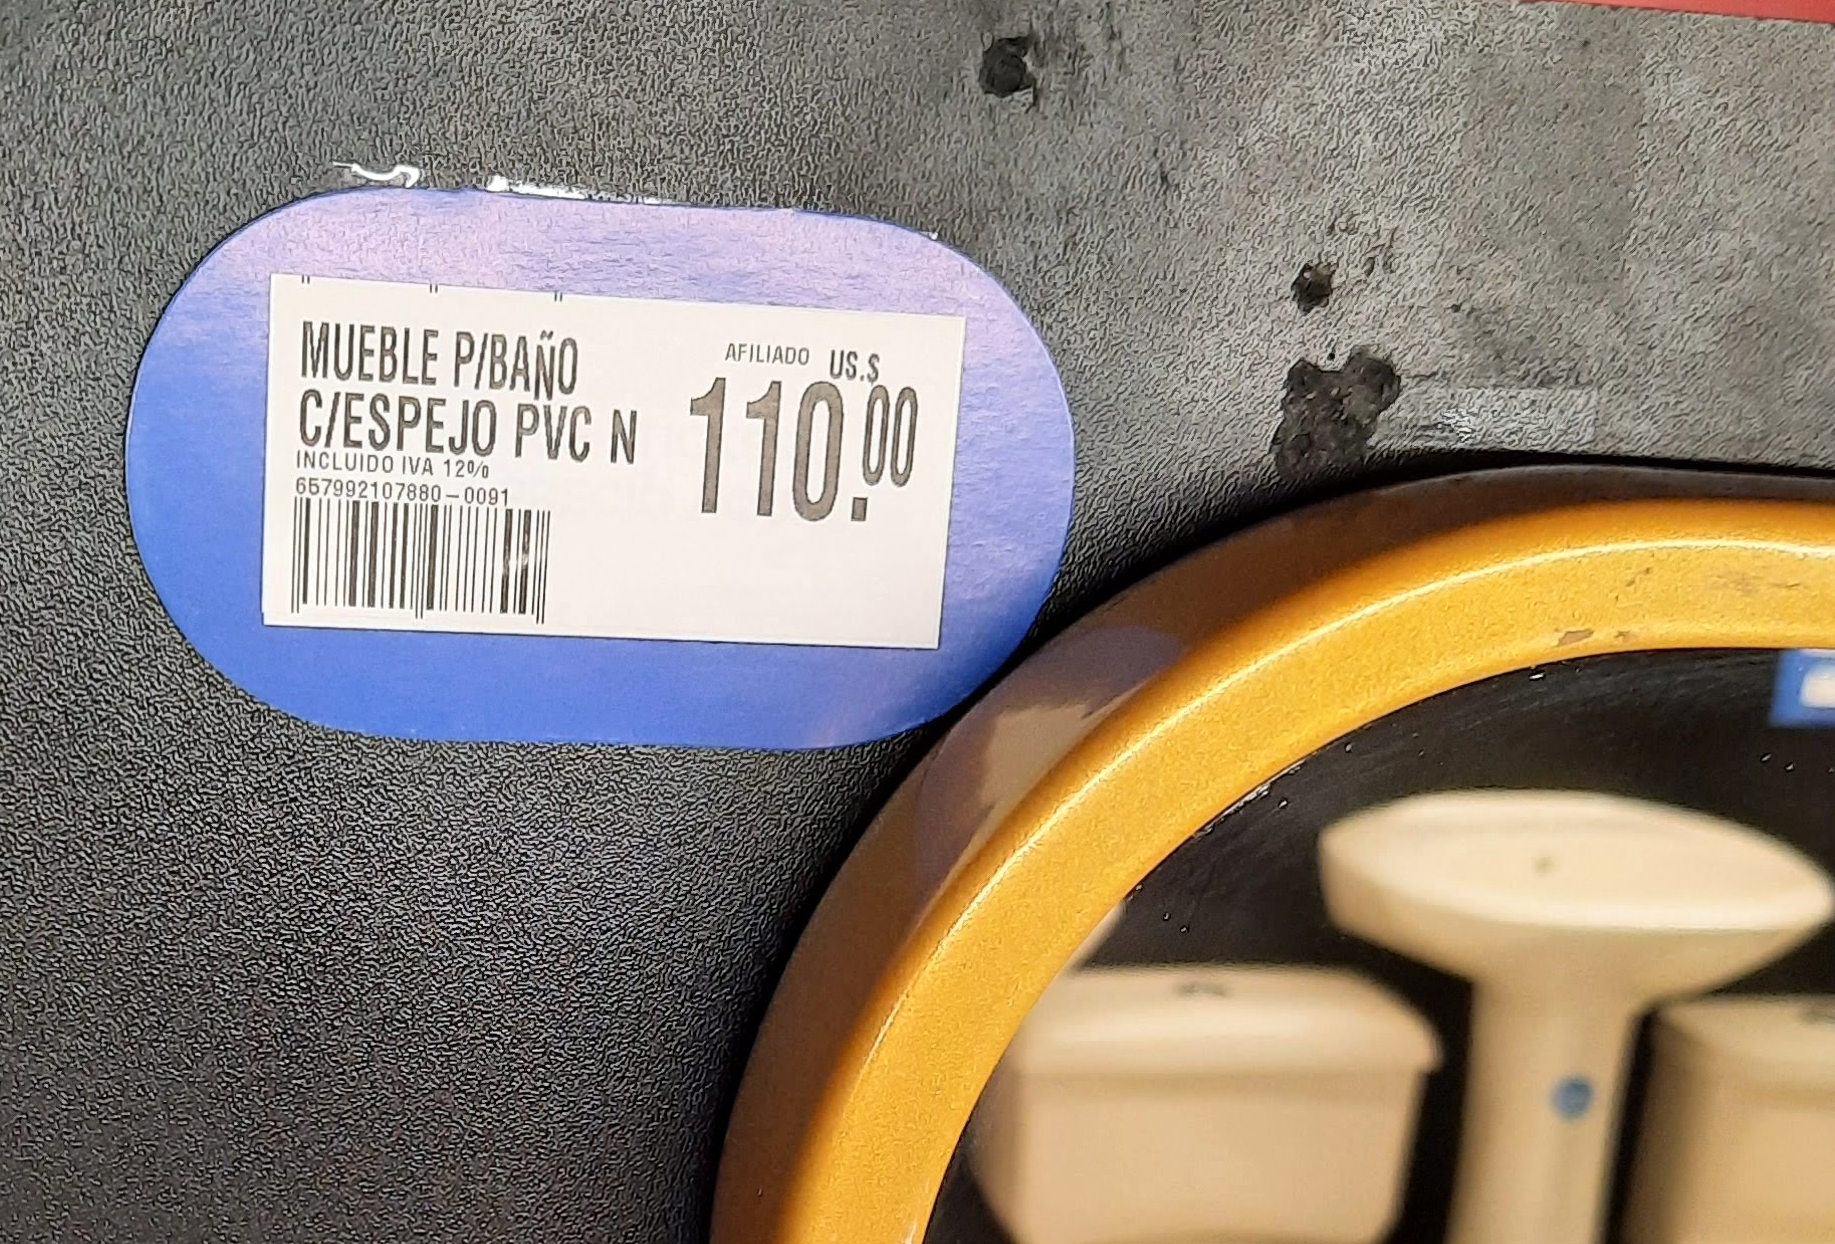 MUEBLE P/BAÑO
C/ESPEJO PVC N
INCLUIDO IVA 12%
657992107880-0091
AFILIADO US.$
110.00